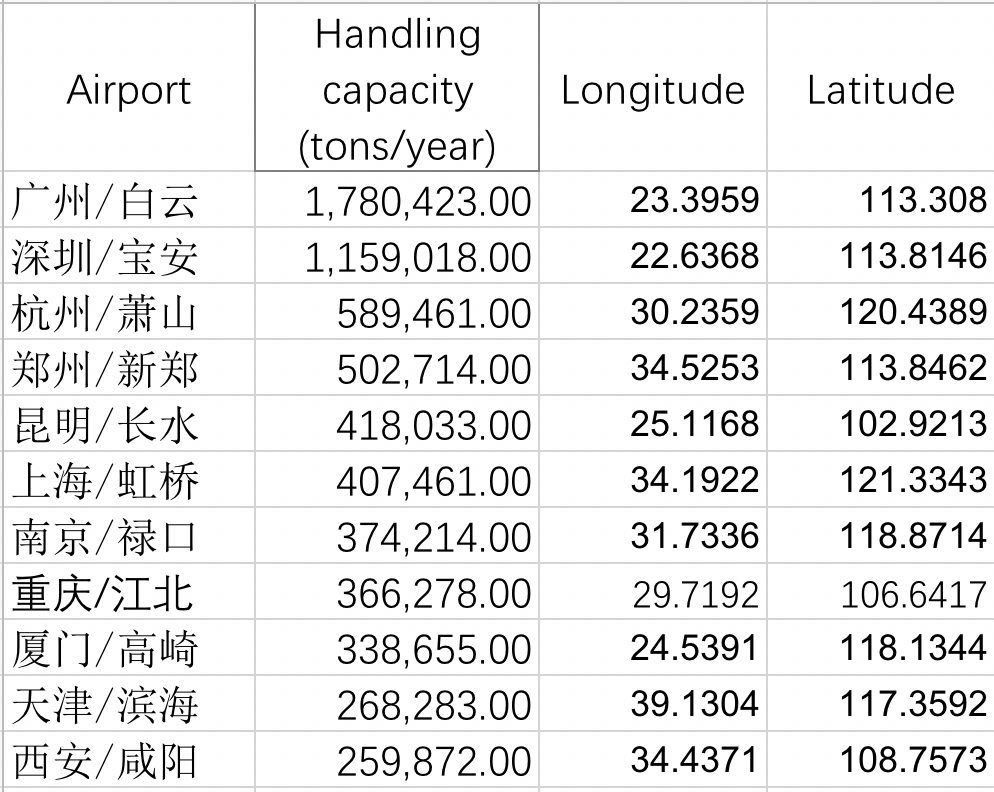 Airport Handling capacity (tons/year) Longitude Latitude
广州/白云 1,780,423.00 23.3959 113.308
深圳/宝安 1,159,018.00 22.6368 113.8146
杭州/萧山 589,461.00 30.2359 120.4389
郑州/新郑 502,714.00 34.5253 113.8462
昆明/长水 418,033.00 25.1168 102.9213
上海/虹桥 407,461.00 34.1922 121.3343
南京/禄口 374,214.00 31.7336 118.8714
重庆/江北 366,278.00 29.7192 106.6417
厦门/高崎 338,655.00 24.5391 118.1344
天津/滨海 268,283.00 39.1304 117.3592
西安/咸阳 259,872.00 34.4371 108.7573